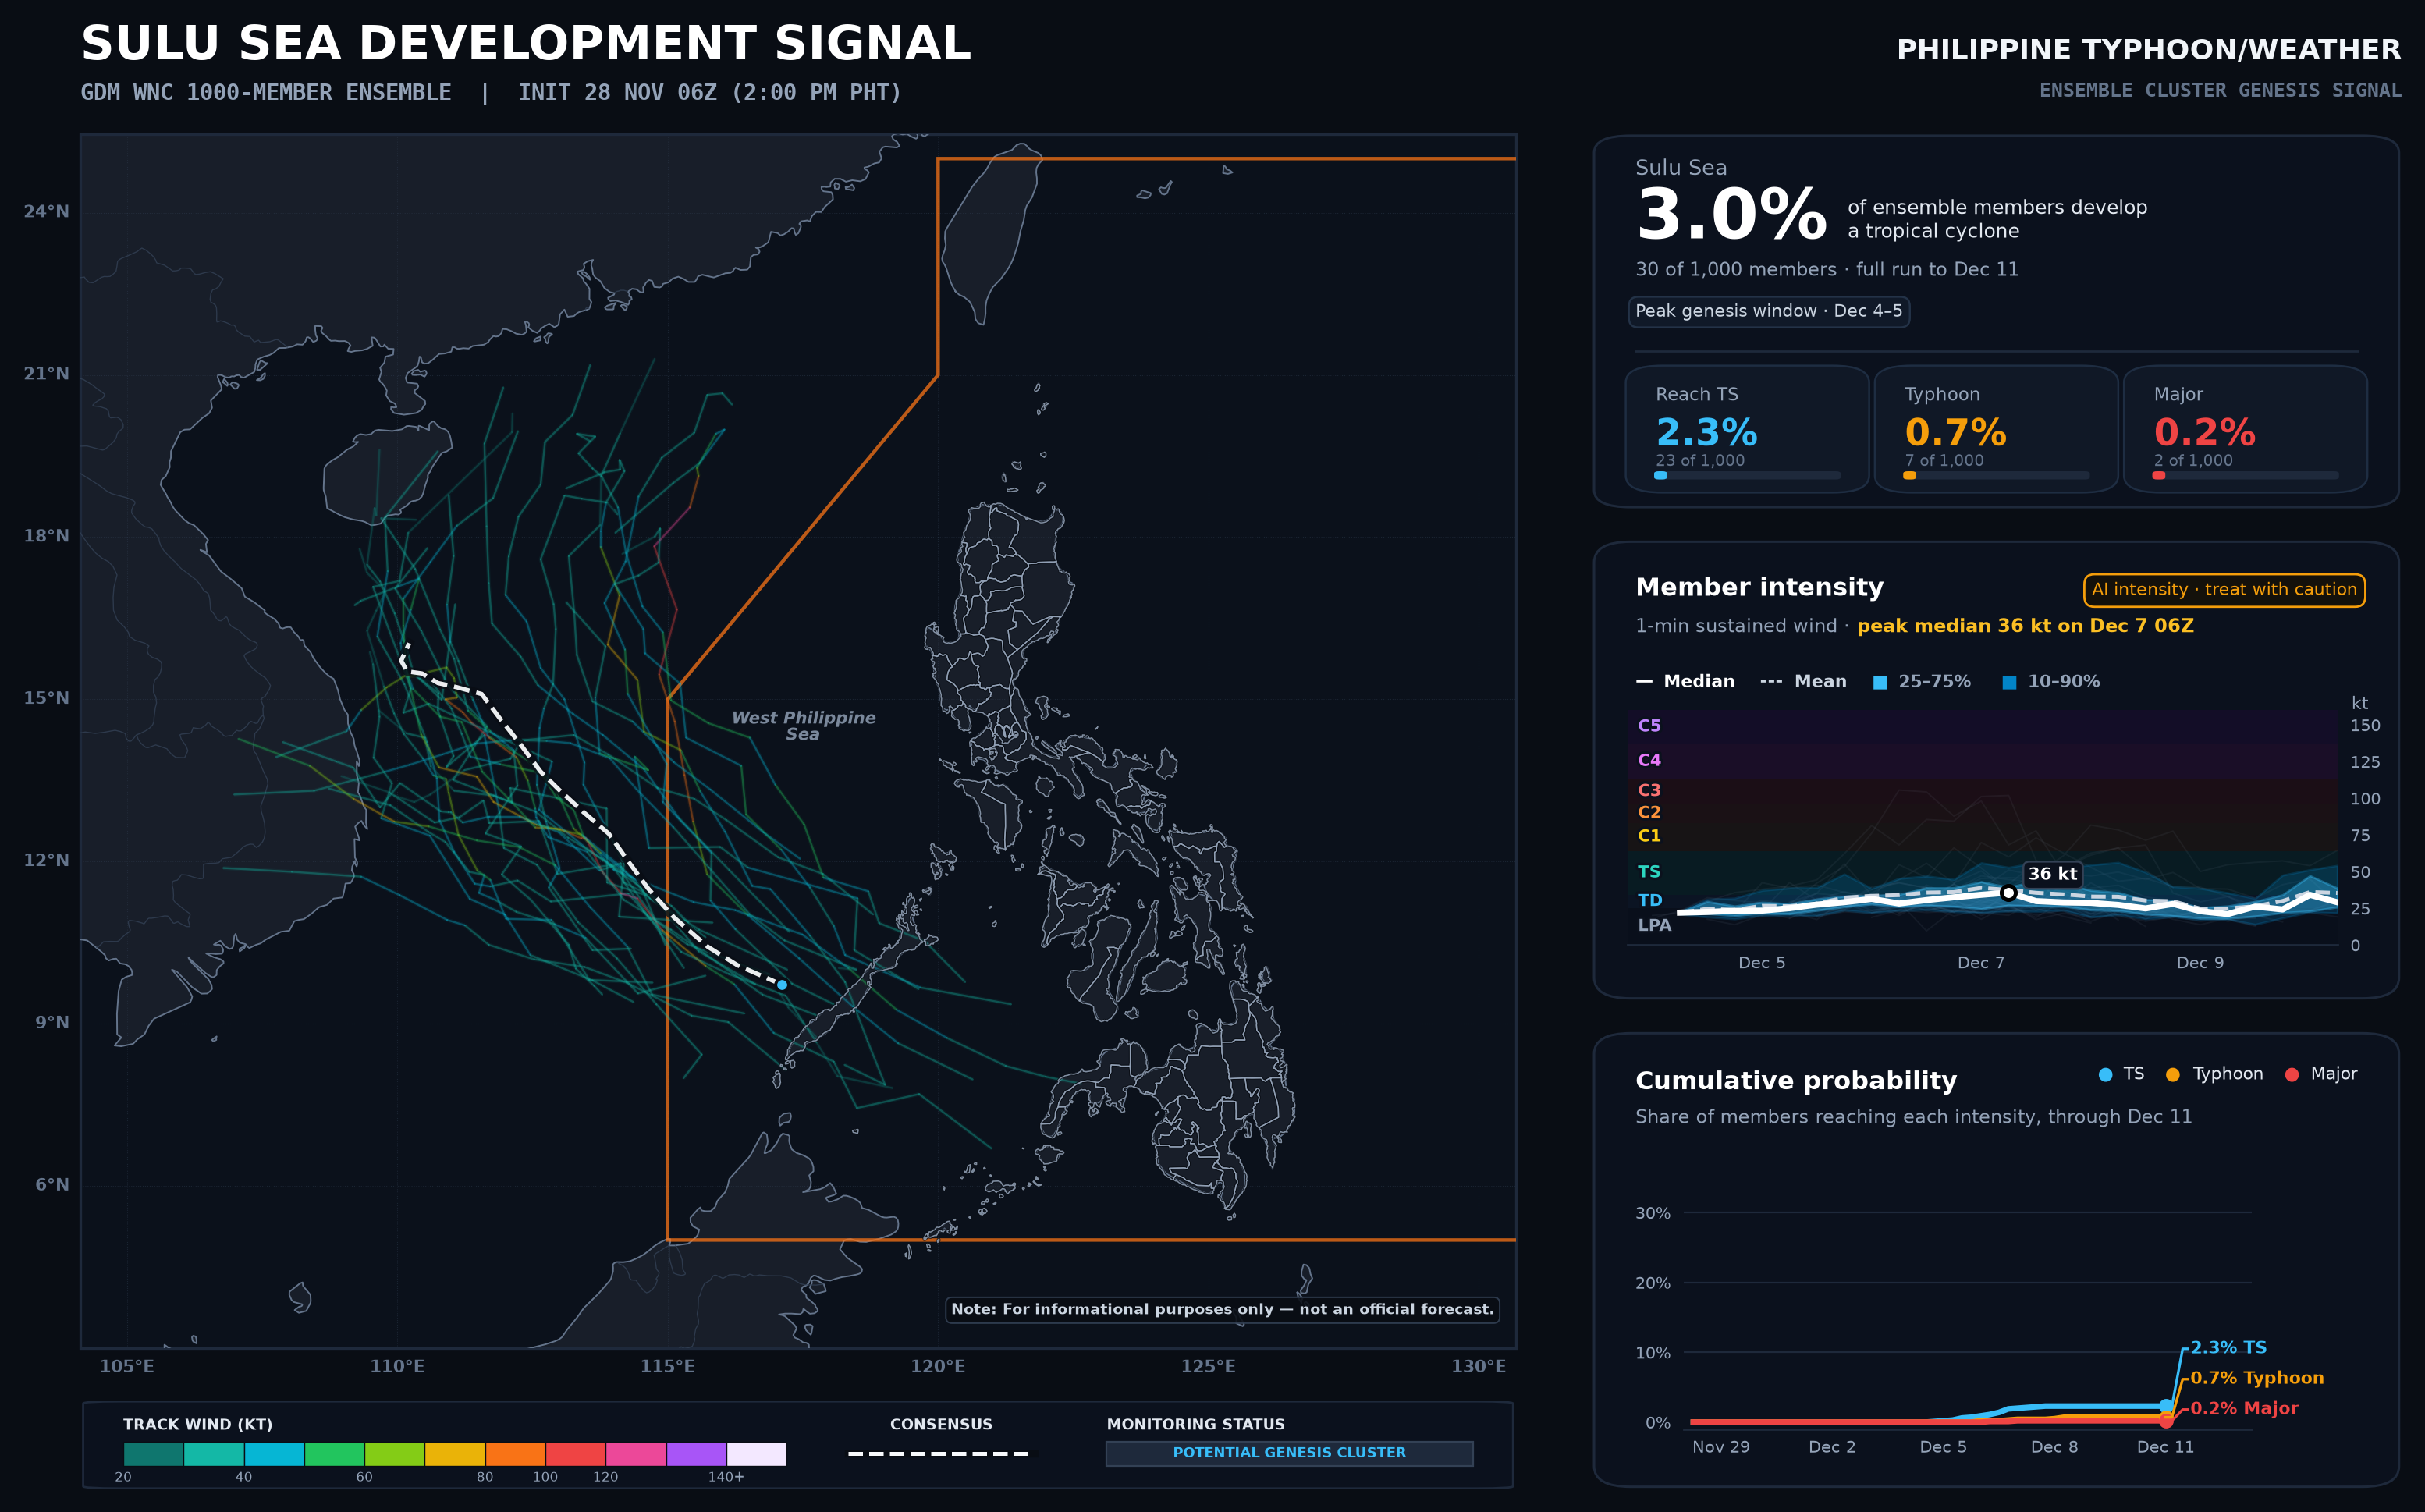 SULU SEA DEVELOPMENT SIGNAL
GDM WNC 1000-MEMBER ENSEMBLE | INIT 28 NOV 06Z (2:00 PM PHT)
PHILIPPINE TYPHOON/WEATHER
ENSEMBLE CLUSTER GENESIS SIGNAL
24°N
21°N
18°N
15°N
12°N
9°N
6°N
105°E
110°E
115°E
120°E
125°E
130°E
West Philippine
Sea
Note: For informational purposes only — not an official forecast.
TRACK WIND (KT)
20
40
60
80
100
120
140+
CONSENSUS
MONITORING STATUS
POTENTIAL GENESIS CLUSTER
Sulu Sea
3.0%
of ensemble members develop
a tropical cyclone
30 of 1,000 members · full run to Dec 11
Peak genesis window · Dec 4–5
Reach TS
2.3%
23 of 1,000
Typhoon
0.7%
7 of 1,000
Major
0.2%
2 of 1,000
Member intensity
AI intensity · treat with caution
1-min sustained wind · peak median 36 kt on Dec 7 06Z
Median
Mean
25–75%
10–90%
kt
150
125
100
75
50
25
0
C5
C4
C3
C2
C1
TS
TD
LPA
36 kt
Dec 5
Dec 7
Dec 9
Cumulative probability
TS
Typhoon
Major
Share of members reaching each intensity, through Dec 11
30%
20%
10%
0%
2.3% TS
0.7% Typhoon
0.2% Major
Nov 29
Dec 2
Dec 5
Dec 8
Dec 11